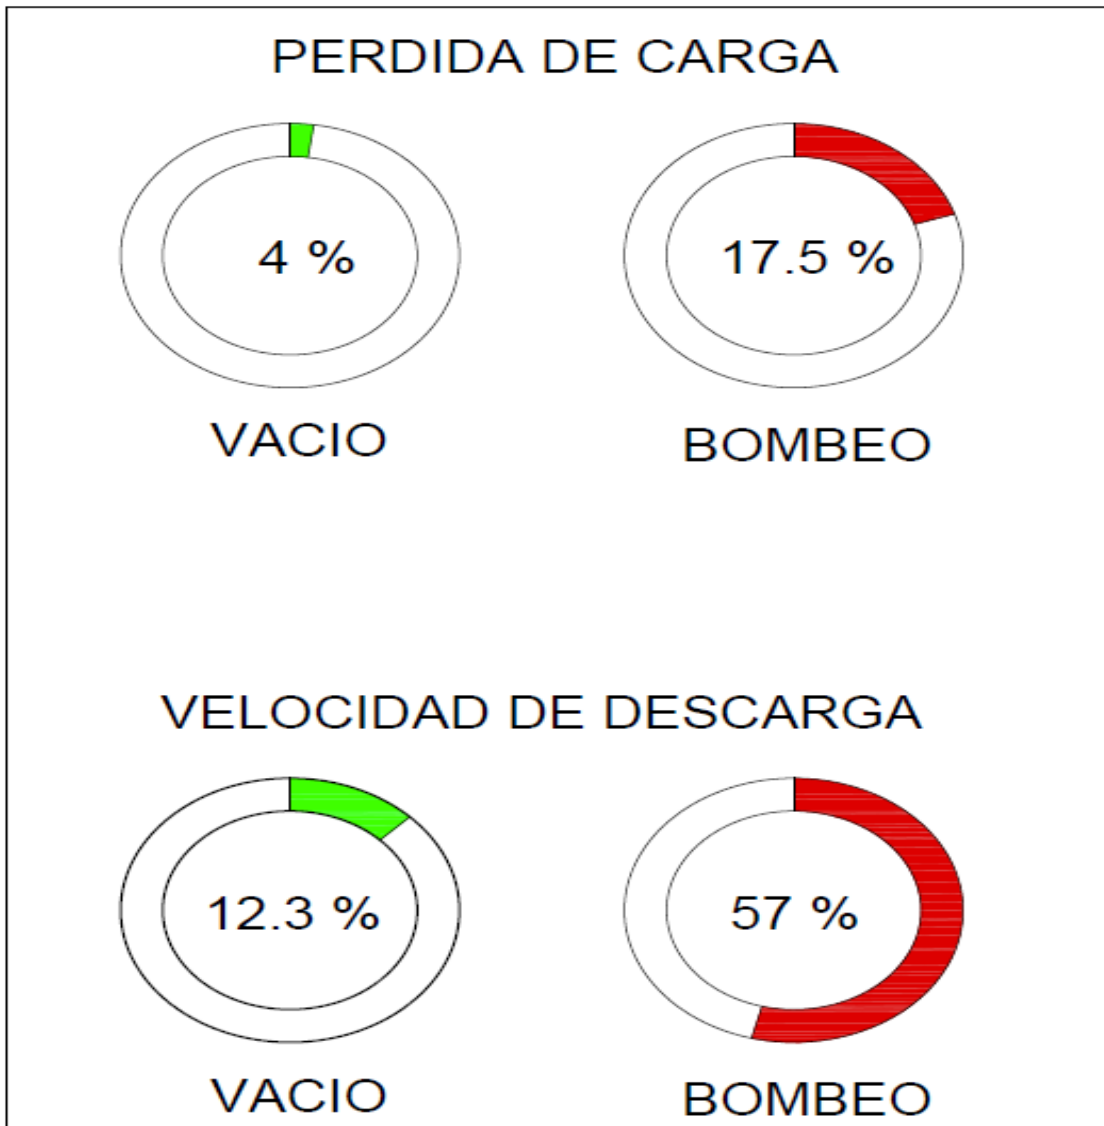 PERDIDA DE CARGA
4 %
17.5 %
VACIO
BOMBEO
VELOCIDAD DE DESCARGA
12.3 %
57 %
VACIO
BOMBEO